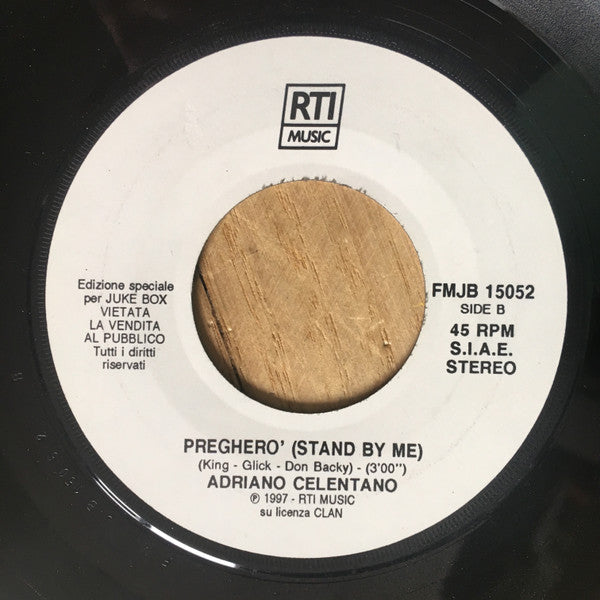 RTI
MUSIC
Edizione speciale
per JUKE BOX
VIETATA
LA VENDITA
AL PUBBLICO
Tutti i diritti
riservati
FMJB 15052
SIDE B
45 RPM
S.I.A.E.
STEREO
PREGHERO' (STAND BY ME)
(King - Glick - Don Backy) - (3'00")
ADRIANO CELENTANO
℗ 1997 - RTI MUSIC
su licenza CLAN